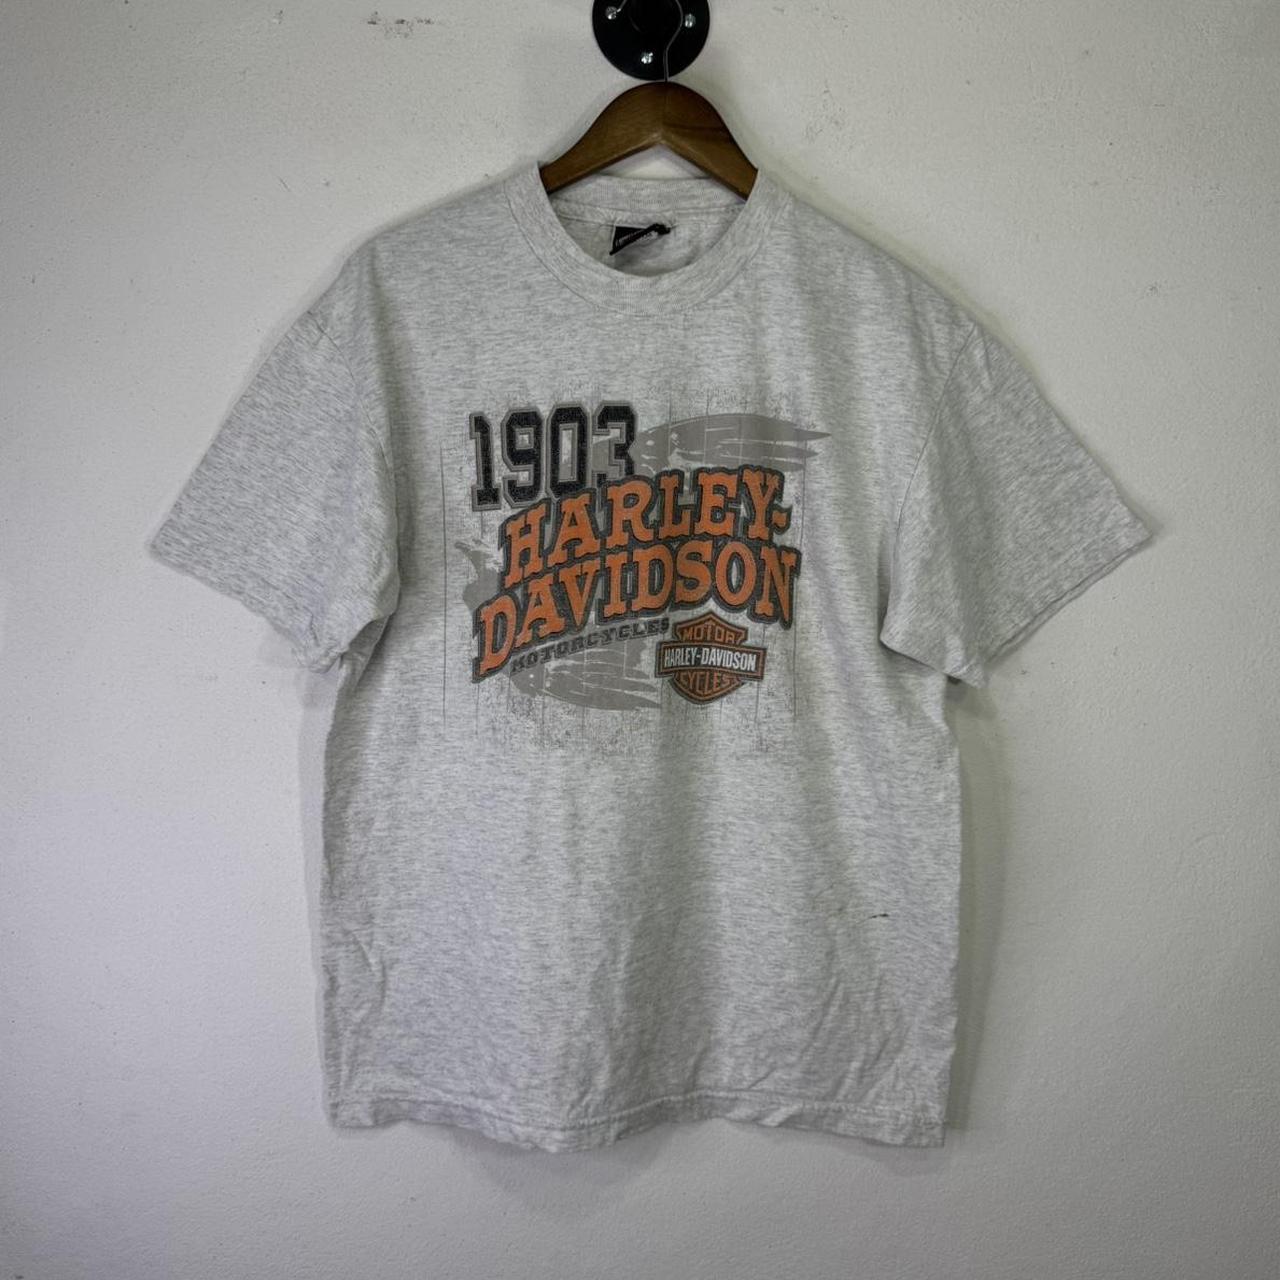 1903
HARLEY-
DAVIDSON
MOTORCYCLES
MOTOR
HARLEY-DAVIDSON
CYCLES